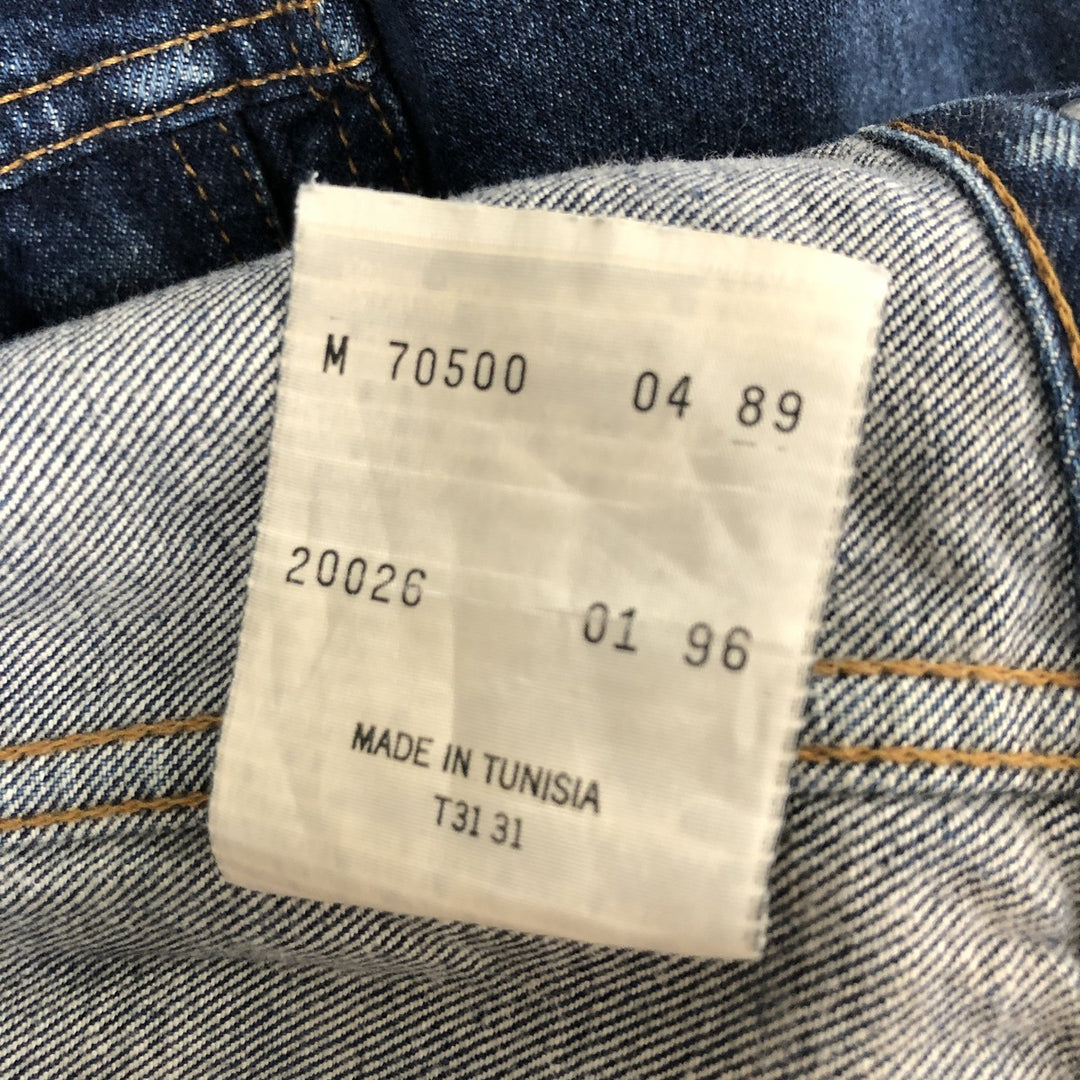 M 70500 04 89
20026 01 96
MADE IN TUNISIA
T31 31